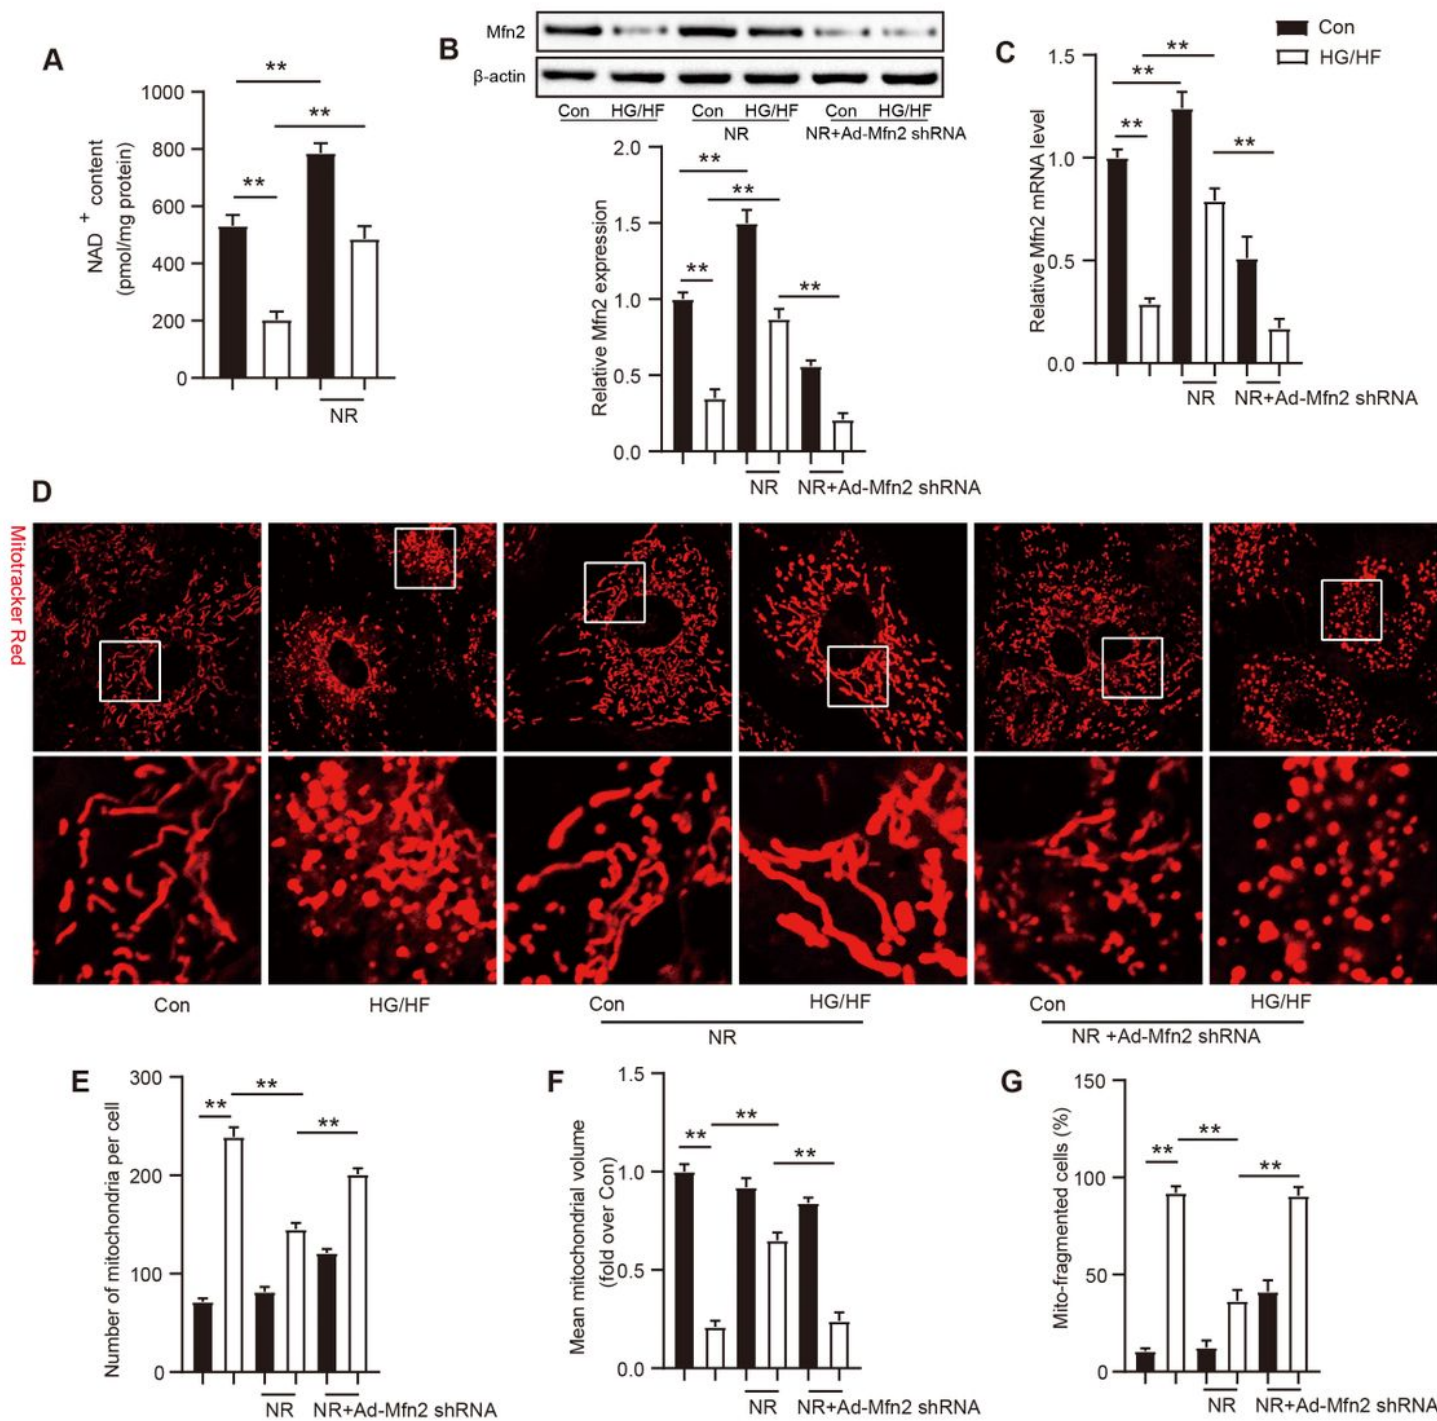 A
NAD + content
(pmol/mg protein)
1000
800
600
400
200
0
**
**
**
NR
B
Mfn2
β-actin
Con HG/HF Con HG/HF Con HG/HF
NR NR+Ad-Mfn2 shRNA
Relative Mfn2 expression
2.0
1.5
1.0
0.5
0.0
**
**
**
**
NR NR+Ad-Mfn2 shRNA
C
Con
HG/HF
Relative Mfn2 mRNA level
1.5
1.0
0.5
0.0
**
**
**
**
NR NR+Ad-Mfn2 shRNA
D
Mitotracker Red
Con HG/HF Con HG/HF Con HG/HF
NR NR +Ad-Mfn2 shRNA
E
Number of mitochondria per cell
300
200
100
0
**
**
**
NR NR+Ad-Mfn2 shRNA
F
Mean mitochondrial volume
(fold over Con)
1.5
1.0
0.5
0.0
**
**
**
NR NR+Ad-Mfn2 shRNA
G
Mito-fragmented cells (%)
150
100
50
0
**
**
**
NR NR+Ad-Mfn2 shRNA